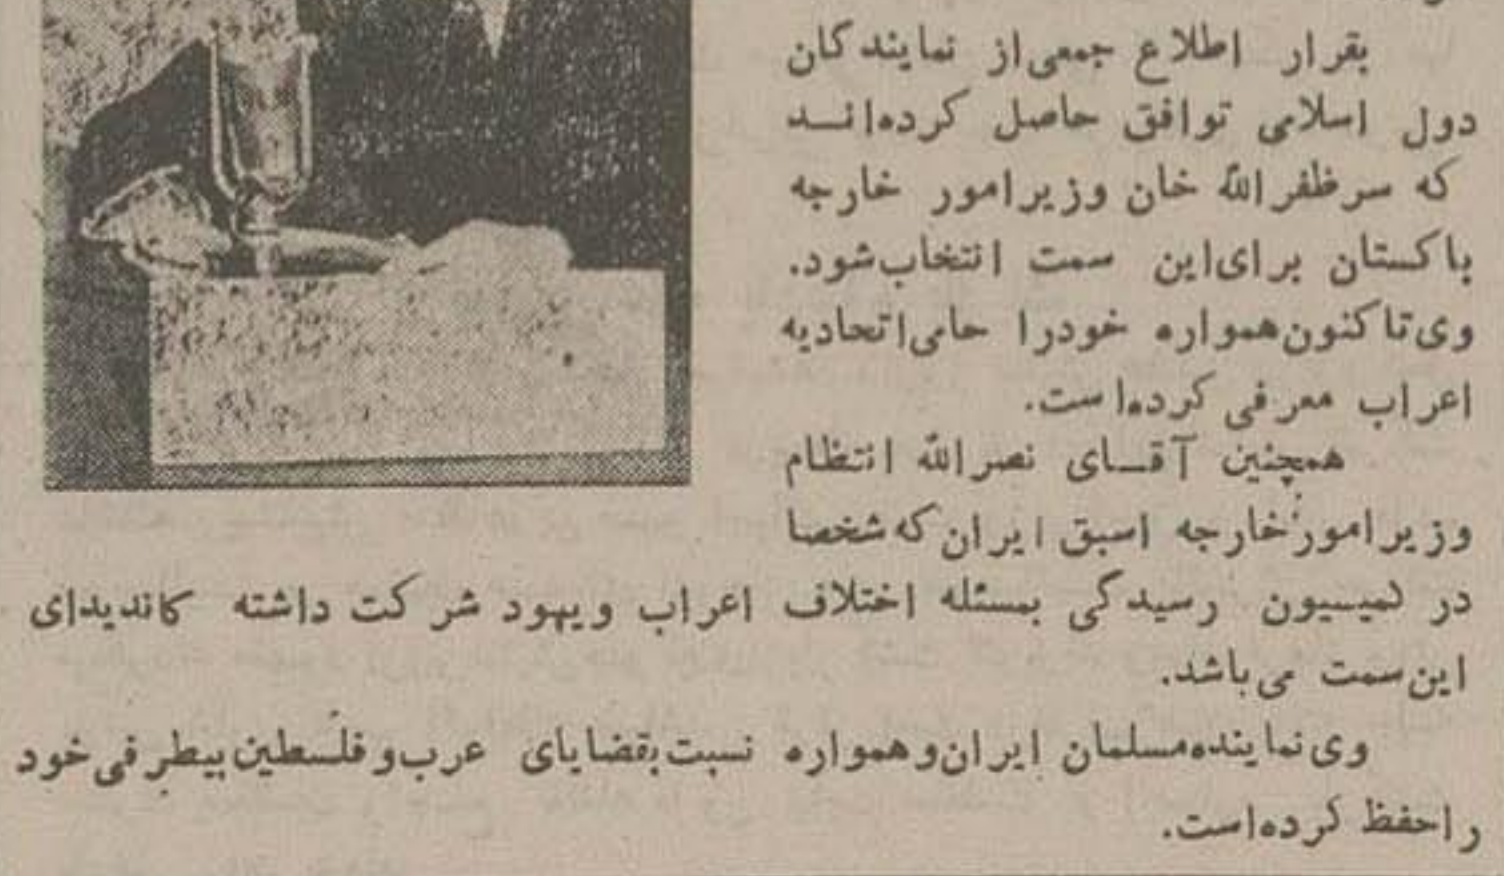 بقرار اطلاع جمعی‌از نمایندگان
دول اسلامی توافق حاصل کرده‌انــد
که سرظفرالله خان وزیرامور خارجه
پاکستان برای‌این سمت انتخاب‌شود.
وی‌تاکنون‌همواره خودرا حامی‌اتحادیه
اعراب معرفی کرده‌است.
همچنین آقــای نصرالله انتظام
وزیرامورخارجه اسبق ایران‌که‌شخصا
در کمیسیون رسیدگی بمسئله اختلاف اعراب ویهود شرکت داشته کاندیدای
این‌سمت می‌باشد.
وی‌نماینده‌مسلمان ایران‌وهمواره نسبت‌بقضایای عرب‌وفلسطین‌بیطرفی‌خود
راحفظ کرده‌است.